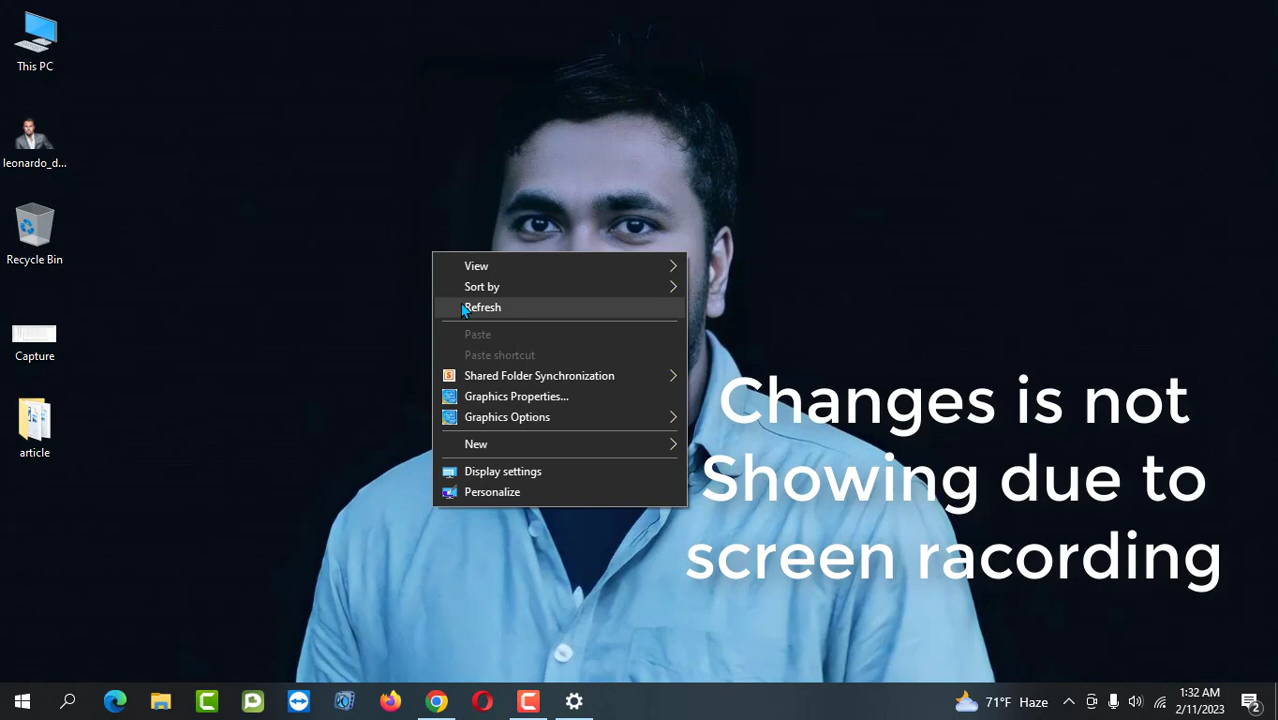 This PC
leonardo_d...
Recycle Bin
Capture
article
View
Sort by
Refresh
Paste
Paste shortcut
Shared Folder Synchronization
Graphics Properties...
Graphics Options
New
Display settings
Personalize
Changes is not
Showing due to
screen racording
71°F Haze
1:32 AM
2/11/2023
2